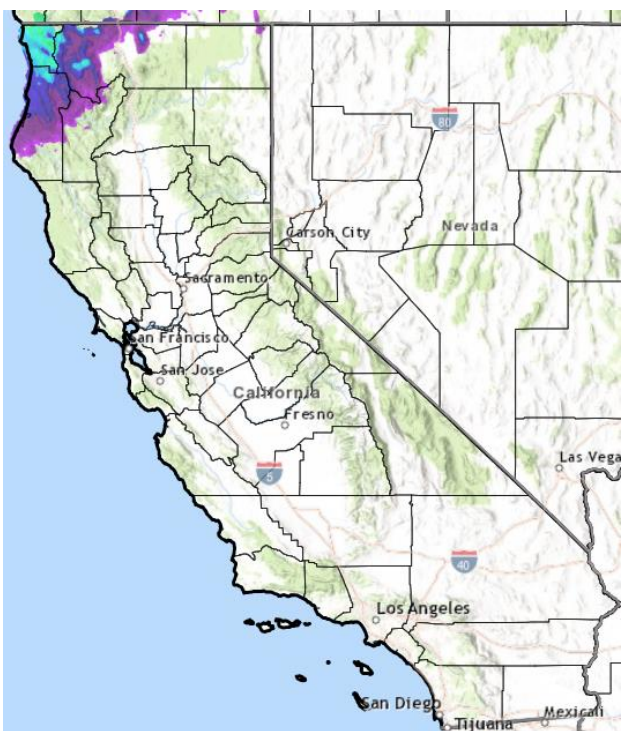 80
Carson City
Nevada
Sacramento
San Francisco
San Jose
California
Fresno
Las Vega
5
40
Los Angeles
San Diego
Tijuana
Mexicali